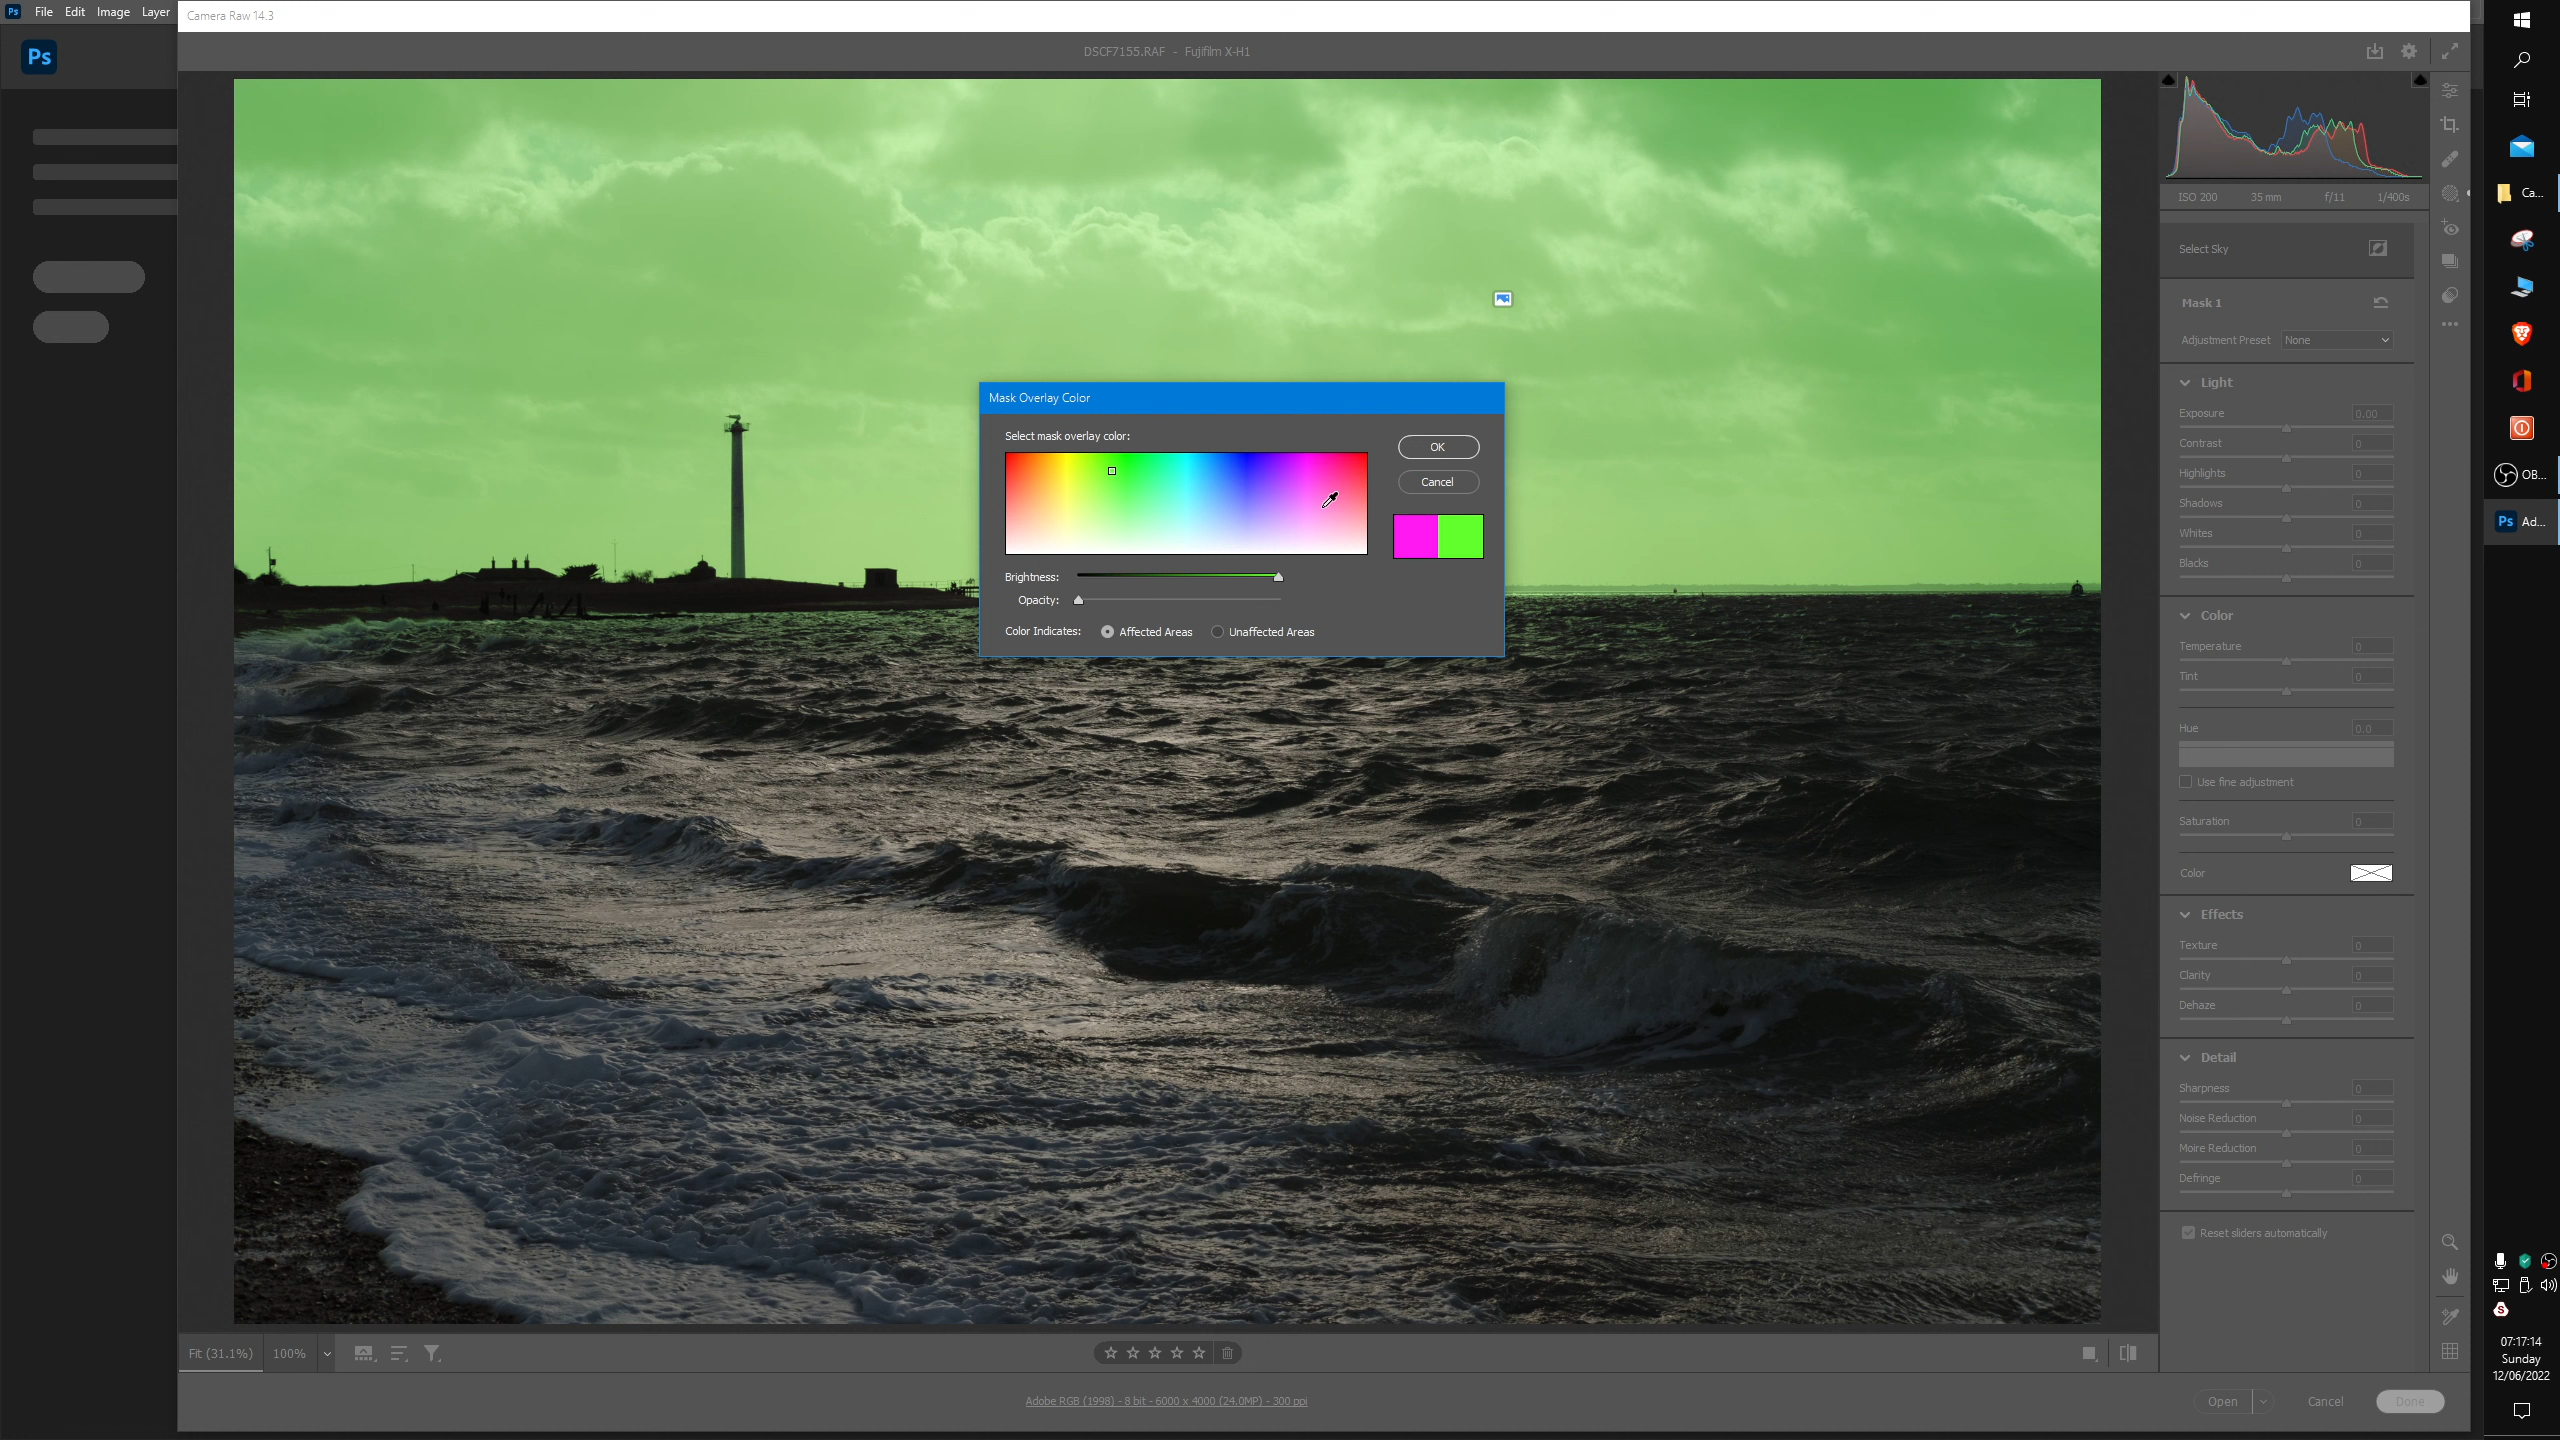 Ps File Edit Image Layer
Camera Raw 14.3
Ps
DSCF7155.RAF - Fujifilm X-H1
ISO 200 35 mm f/11 1/400s
Select Sky
Mask 1
Adjustment Preset None
Light
Exposure 0.00
Contrast 0
Highlights 0
Shadows 0
Whites 0
Blacks 0
Color
Temperature 0
Tint 0
Hue 0.0
Use fine adjustment
Saturation 0
Color
Effects
Texture 0
Clarity 0
Dehaze 0
Detail
Sharpness 0
Noise Reduction 0
Moire Reduction 0
Defringe 0
Reset sliders automatically
Mask Overlay Color
Select mask overlay color:
OK
Cancel
Brightness:
Opacity:
Color Indicates: Affected Areas Unaffected Areas
Fit (31.1%) 100%
Adobe RGB (1998) - 8 bit - 6000 x 4000 (24.0MP) - 300 ppi
Open Cancel Done
Ca...
OB...
Ps Ad...
S
07:17:14
Sunday
12/06/2022